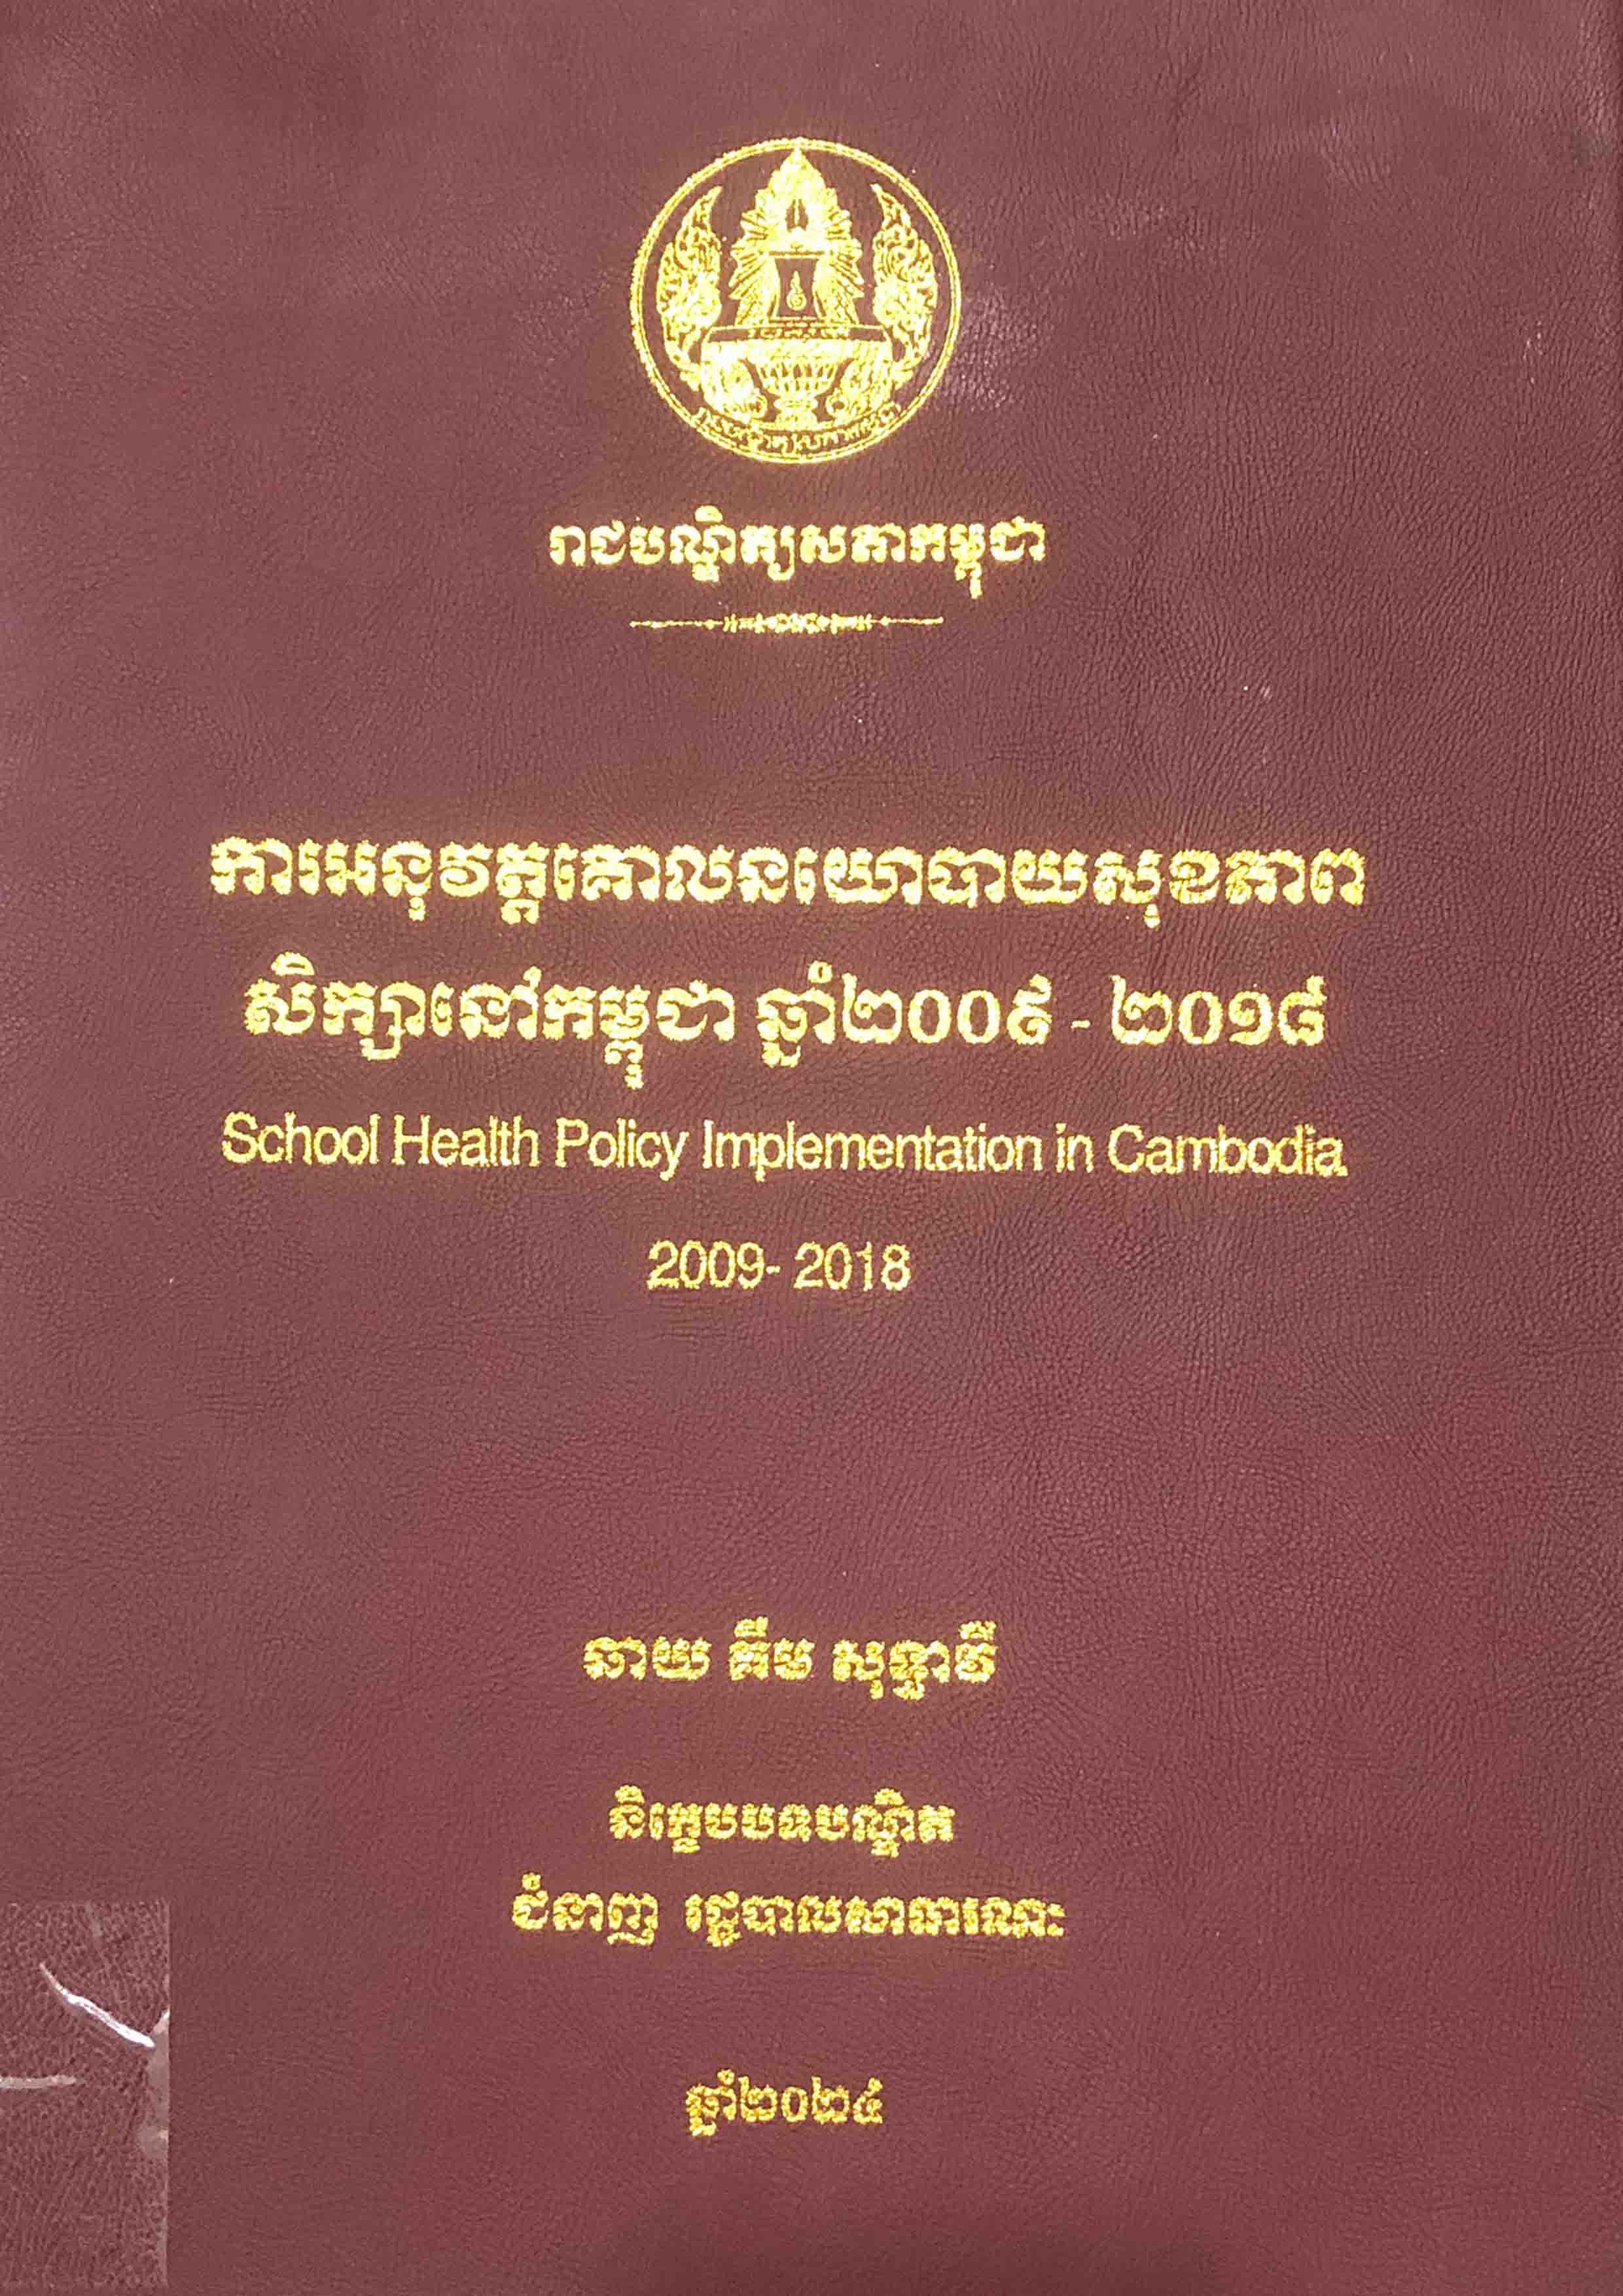 រាជបណ្ឌិត្យសភាកម្ពុជា
ការអនុវត្តគោលនយោបាយសុខភាព
សិក្សានៅកម្ពុជា ឆ្នាំ២០០៩ - ២០១៨
School Health Policy Implementation in Cambodia
2009- 2018
ឆាយ គីម សុទ្ធាវី
និក្ខេបបទបណ្ឌិត
ជំនាញ រដ្ឋបាលសាធារណៈ
ឆ្នាំ២០២៥